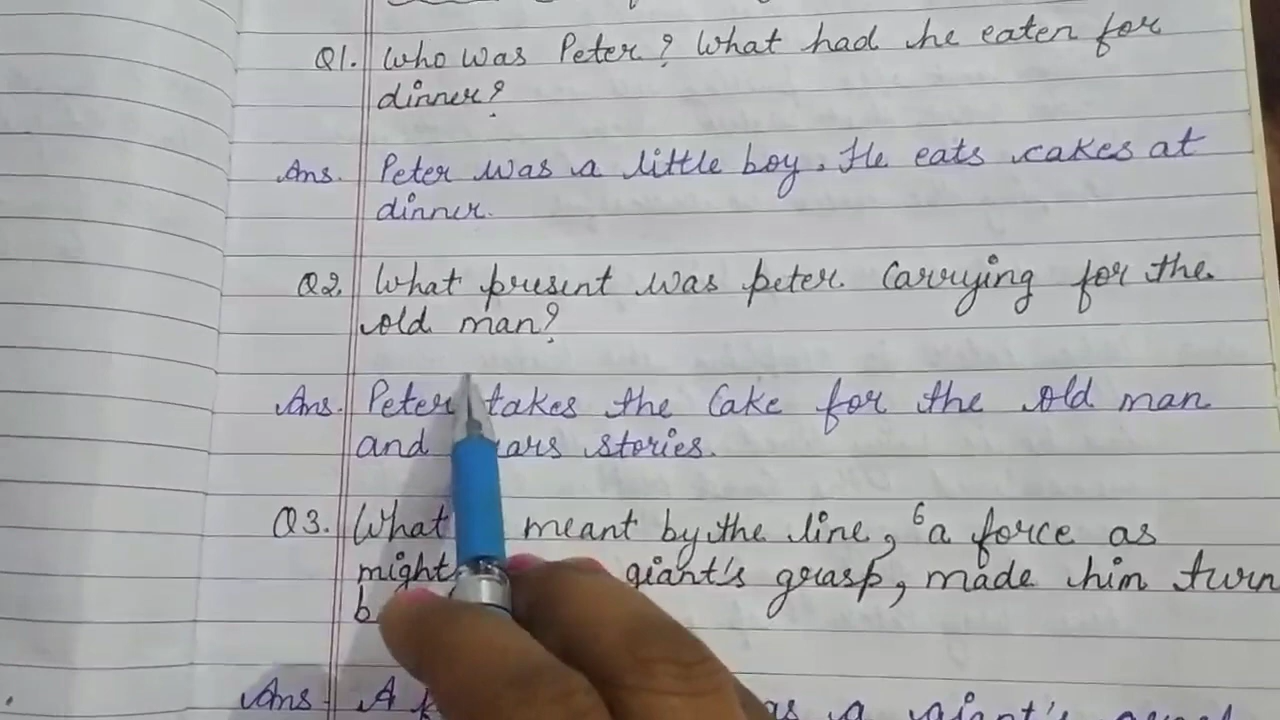 Q1. Who was Peter? What had he eaten for
dinner?
Ans. Peter was a little boy. He eats cakes at
dinner.
Q2. What present was peter carrying for the
old man?
Ans. Peter takes the Cake for the old man
and stories.
Q3. What meant by the line, 'a force as
giant's grasp, made him turn
Ans. A as a giant's